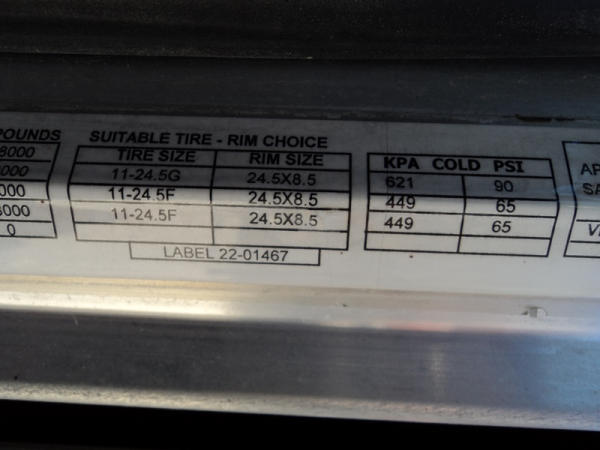 POUNDS SUITABLE TIRE - RIM CHOICE
8000 TIRE SIZE RIM SIZE KPA COLD PSI
000 11-24.5G 24.5X8.5 621 90
000 11-24.5F 24.5X8.5 449 65
8000 11-24.5F 24.5X8.5 449 65
0
LABEL 22-01467
AP
SA
V